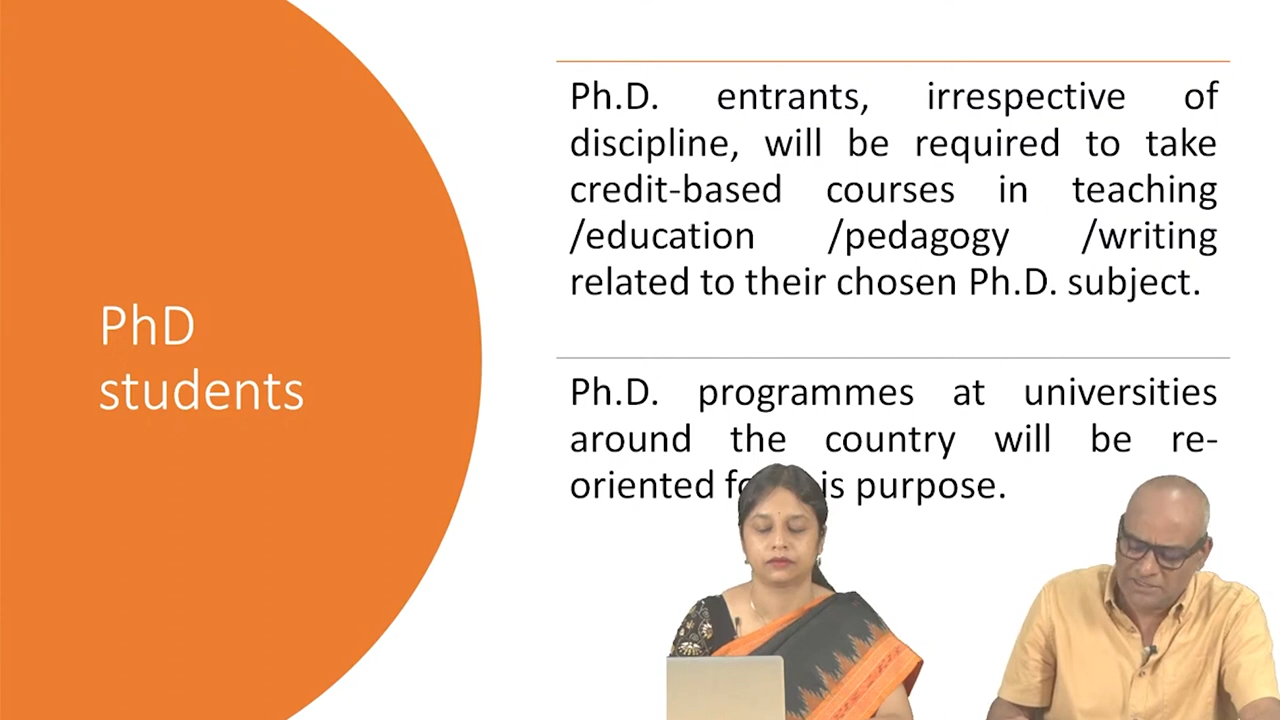 PhD
students
Ph.D. entrants, irrespective of
discipline, will be required to take
credit-based courses in teaching
/education /pedagogy /writing
related to their chosen Ph.D. subject.
Ph.D. programmes at universities
around the country will be re-
oriented purpose.